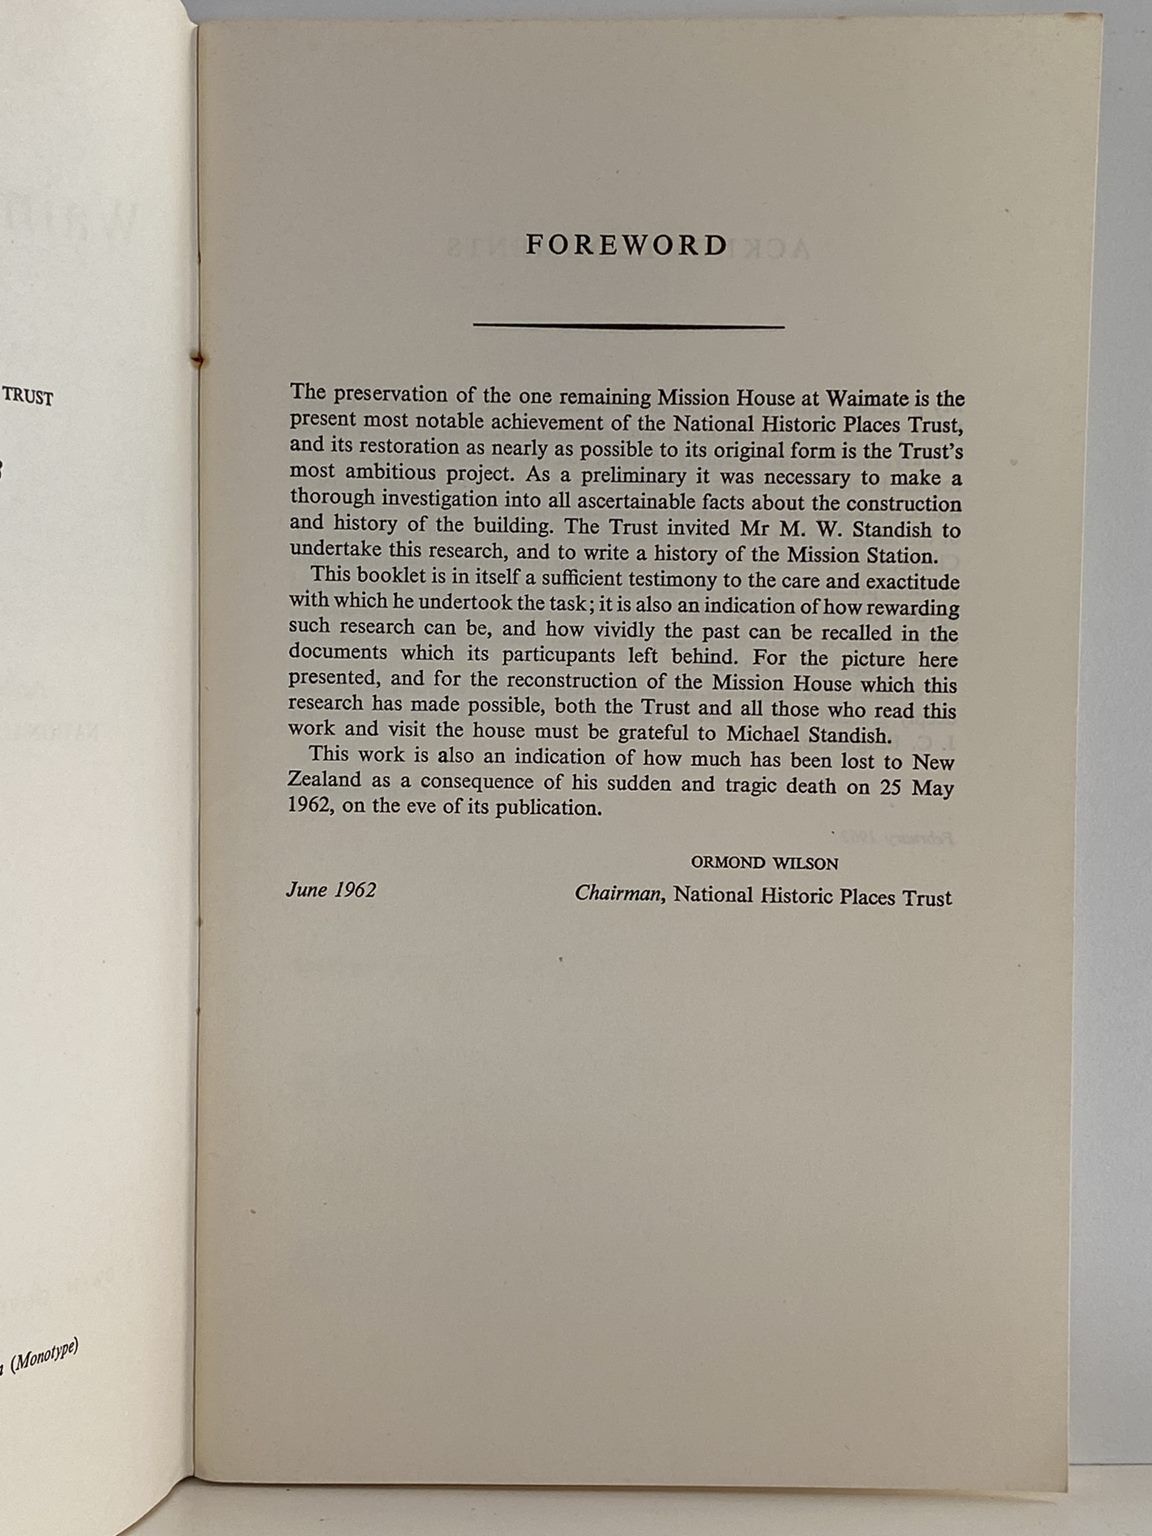 TRUST
(Monotype)
FOREWORD
The preservation of the one remaining Mission House at Waimate is the
present most notable achievement of the National Historic Places Trust,
and its restoration as nearly as possible to its original form is the Trust's
most ambitious project. As a preliminary it was necessary to make a
thorough investigation into all ascertainable facts about the construction
and history of the building. The Trust invited Mr M. W. Standish to
undertake this research, and to write a history of the Mission Station.
This booklet is in itself a sufficient testimony to the care and exactitude
with which he undertook the task; it is also an indication of how rewarding
such research can be, and how vividly the past can be recalled in the
documents which its particupants left behind. For the picture here
presented, and for the reconstruction of the Mission House which this
research has made possible, both the Trust and all those who read this
work and visit the house must be grateful to Michael Standish.
This work is also an indication of how much has been lost to New
Zealand as a consequence of his sudden and tragic death on 25 May
1962, on the eve of its publication.
ORMOND WILSON
June 1962 Chairman, National Historic Places Trust